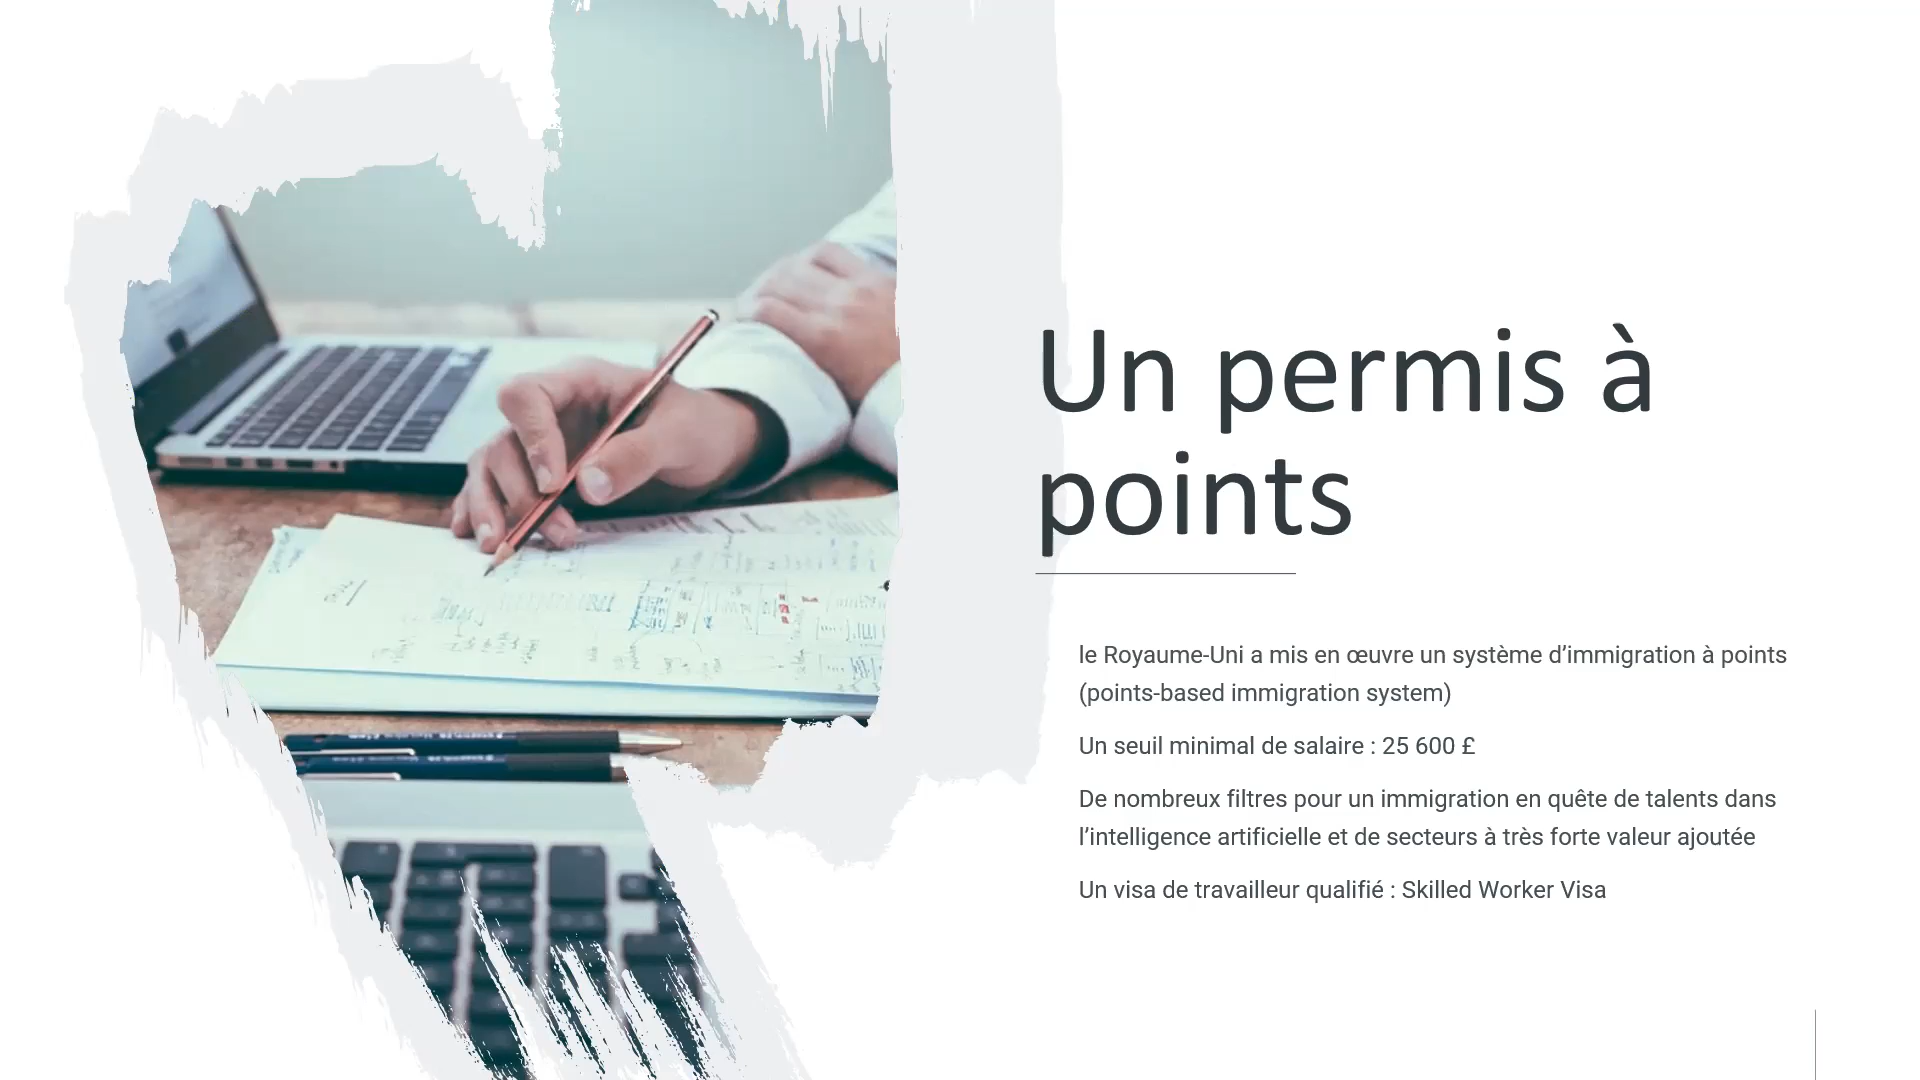 Un permis à
points
le Royaume-Uni a mis en œuvre un système d’immigration à points
(points-based immigration system)
Un seuil minimal de salaire : 25 600 £
De nombreux filtres pour un immigration en quête de talents dans
l’intelligence artificielle et de secteurs à très forte valeur ajoutée
Un visa de travailleur qualifié : Skilled Worker Visa